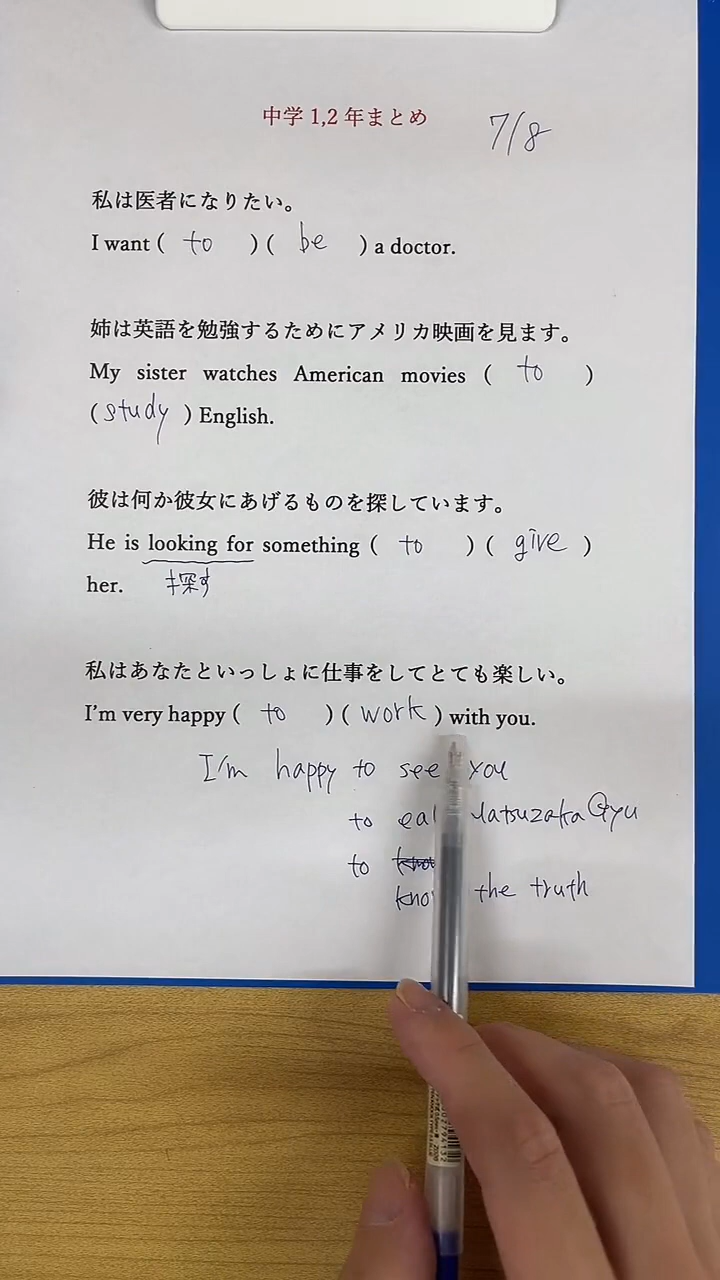 中学 1,2 年まとめ 7/8
私は医者になりたい。
I want ( to ) ( be ) a doctor.
姉は英語を勉強するためにアメリカ映画を見ます。
My sister watches American movies ( to )
( study ) English.
彼は何か彼女にあげるものを探しています。
He is looking for something ( to ) ( give )
her. 探す
私はあなたといっしょに仕事をしてとても楽しい。
I'm very happy ( to ) ( work ) with you.
I'm happy to see you
to Gyu
to
the truth